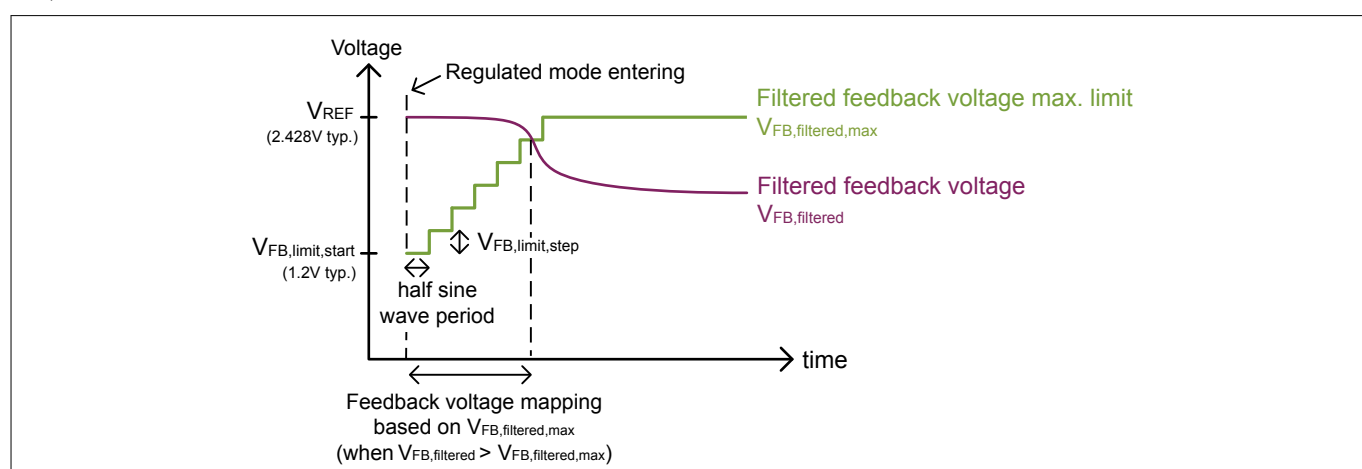 Voltage
Regulated mode entering
VREF
(2.428V typ.)
Filtered feedback voltage max. limit
VFB,filtered,max
Filtered feedback voltage
VFB,filtered
VFB,limit,start
(1.2V typ.)
VFB,limit,step
half sine
wave period
time
Feedback voltage mapping
based on VFB,filtered,max
(when VFB,filtered > VFB,filtered,max)